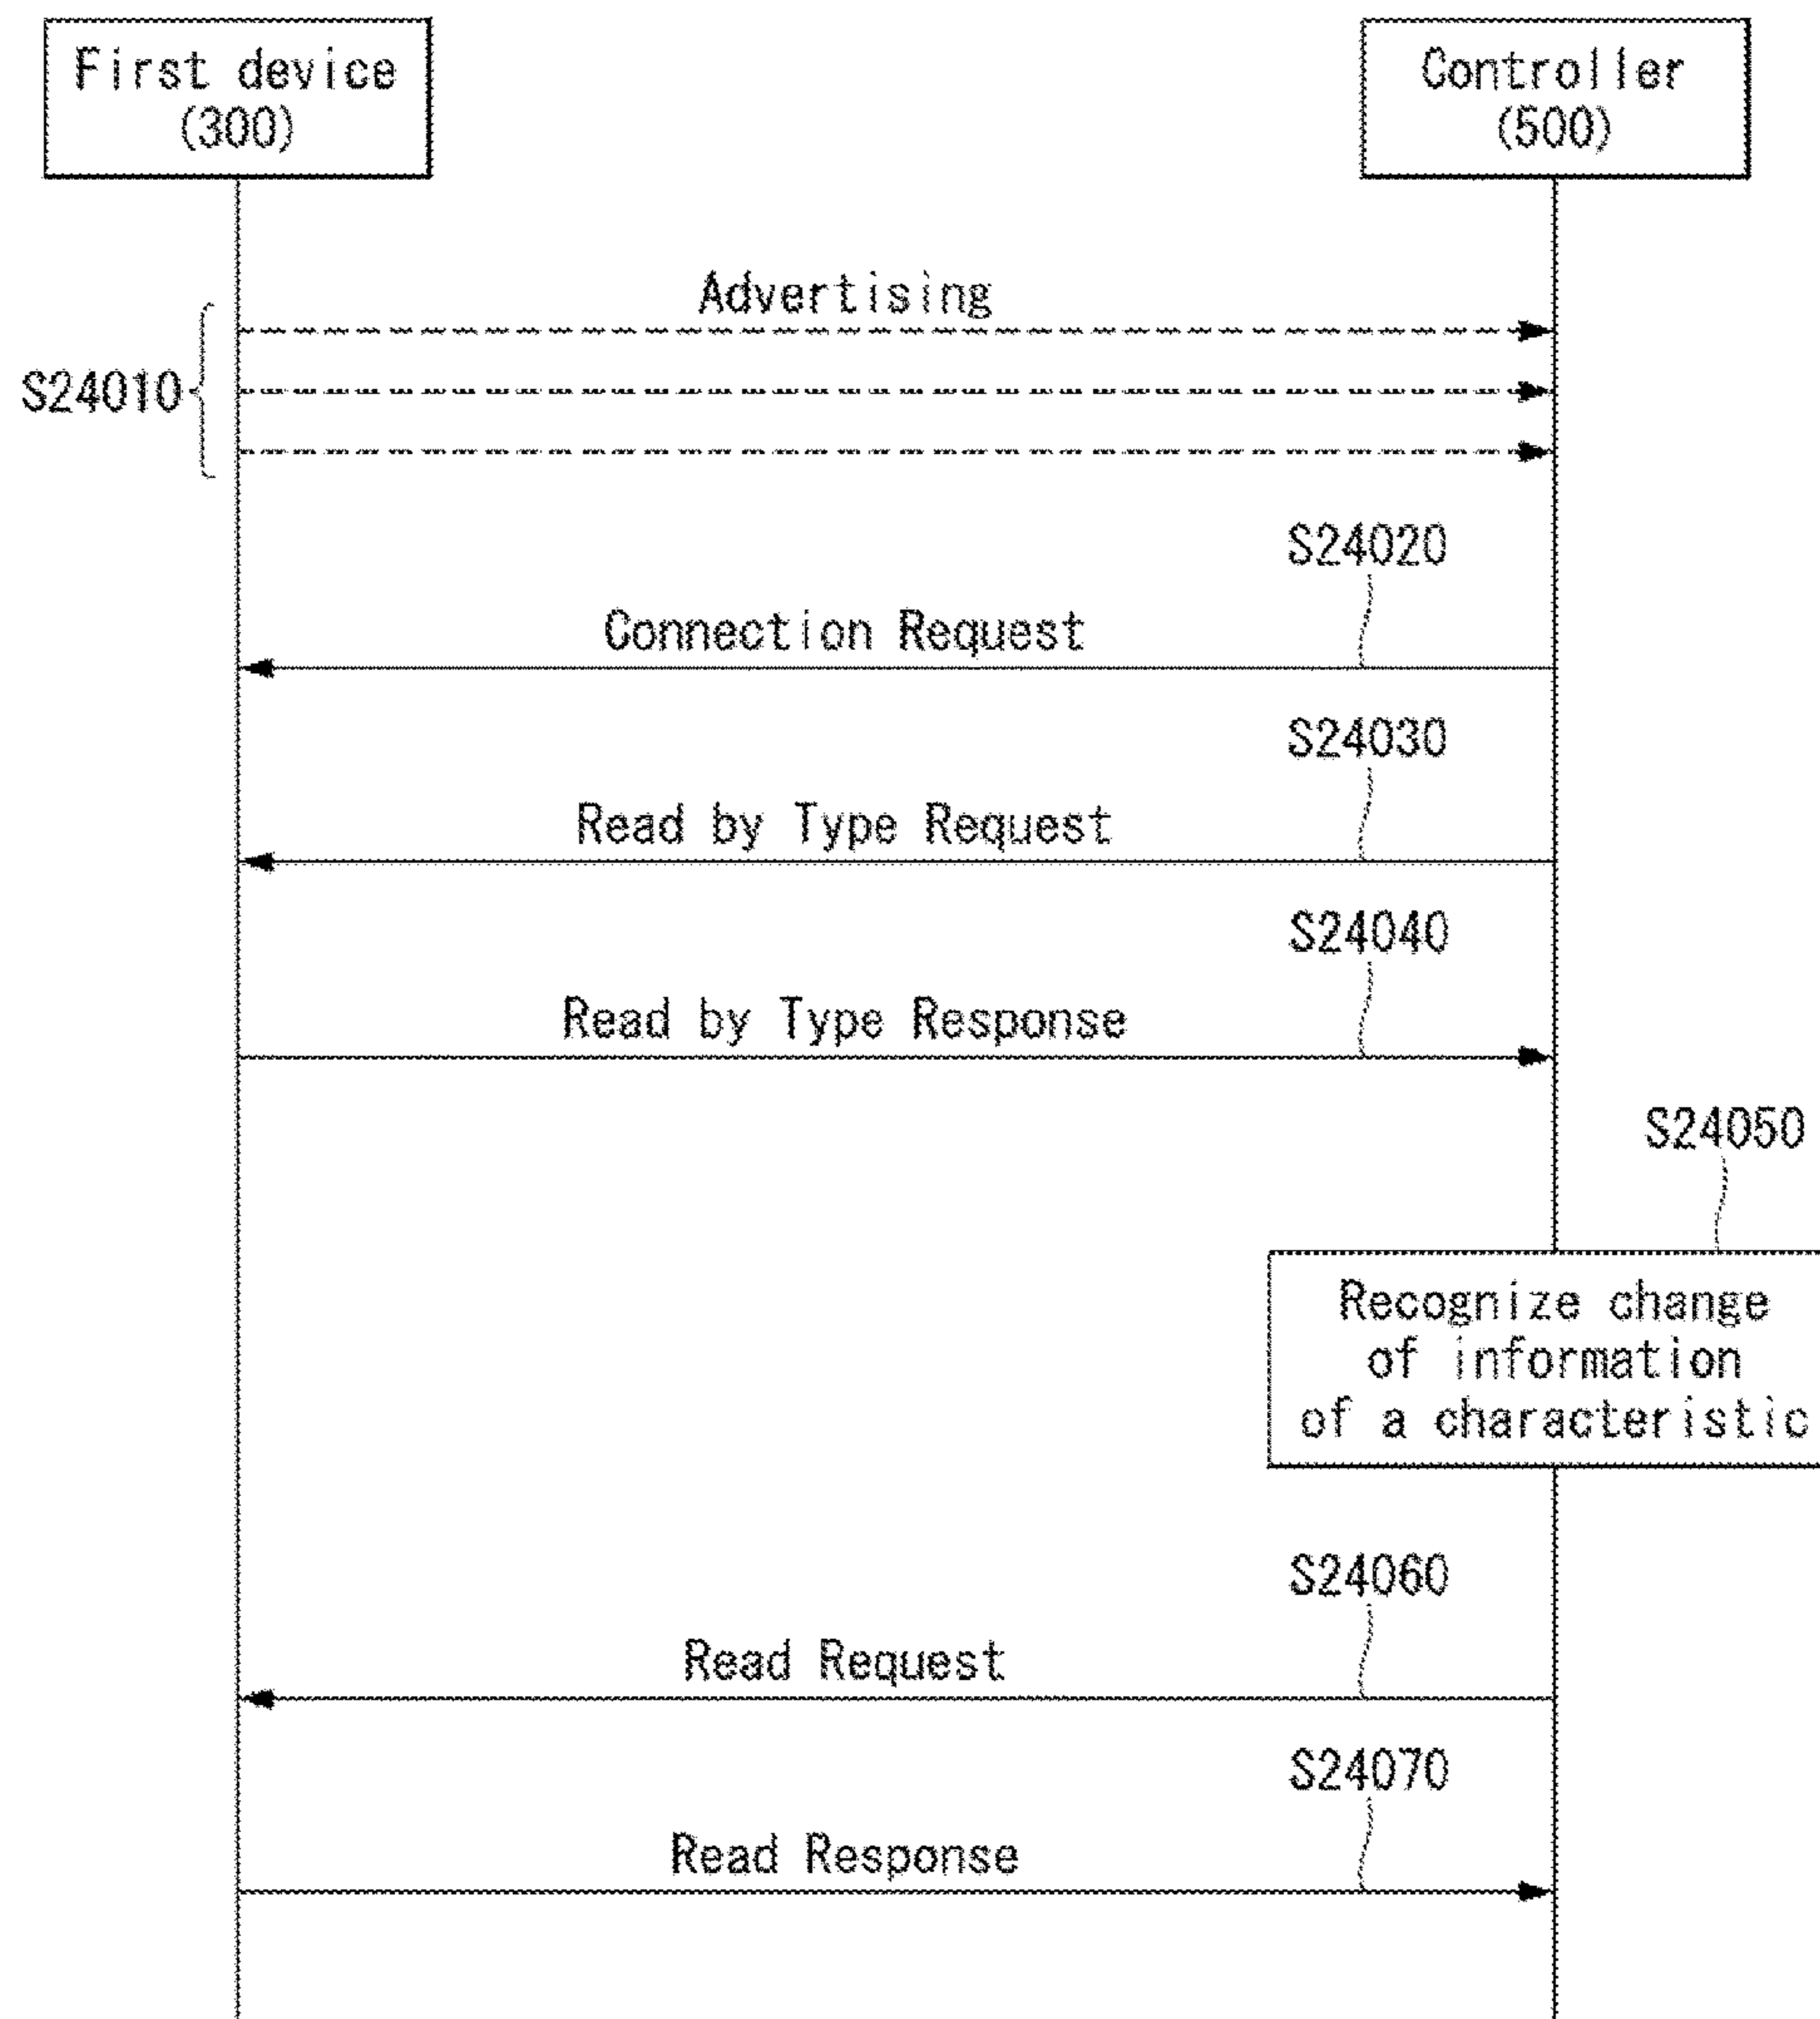 First device
(300)
Controller
(500)
Advertising
S24010
S24020
Connection Request
S24030
Read by Type Request
S24040
Read by Type Response
S24050
Recognize change
of information
of a characteristic
S24060
Read Request
S24070
Read Response